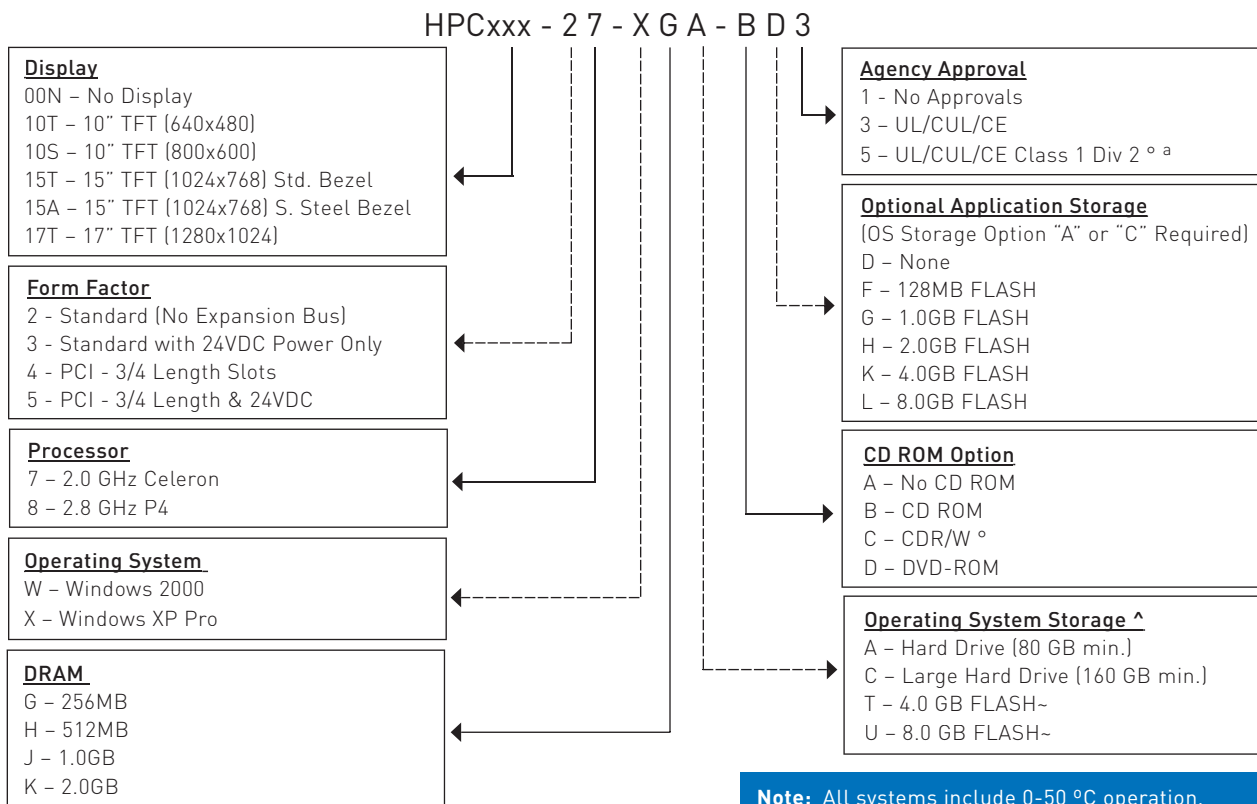 HPCxxx - 2 7 - X G A - B D 3
Display
00N – No Display
10T – 10” TFT (640x480)
10S – 10” TFT (800x600)
15T – 15” TFT (1024x768) Std. Bezel
15A – 15” TFT (1024x768) S. Steel Bezel
17T – 17” TFT (1280x1024)
Form Factor
2 - Standard (No Expansion Bus)
3 - Standard with 24VDC Power Only
4 - PCI - 3/4 Length Slots
5 - PCI - 3/4 Length & 24VDC
Processor
7 – 2.0 GHz Celeron
8 – 2.8 GHz P4
Operating System
W – Windows 2000
X – Windows XP Pro
DRAM
G – 256MB
H – 512MB
J – 1.0GB
K – 2.0GB
Agency Approval
1 - No Approvals
3 – UL/CUL/CE
5 – UL/CUL/CE Class 1 Div 2 º ª
Optional Application Storage
(OS Storage Option “A” or “C” Required)
D – None
F – 128MB FLASH
G – 1.0GB FLASH
H – 2.0GB FLASH
K – 4.0GB FLASH
L – 8.0GB FLASH
CD ROM Option
A – No CD ROM
B – CD ROM
C – CDR/W º
D – DVD-ROM
Operating System Storage ^
A – Hard Drive (80 GB min.)
C – Large Hard Drive (160 GB min.)
T – 4.0 GB FLASH~
U – 8.0 GB FLASH~
Note: All systems include 0-50 ºC operation,